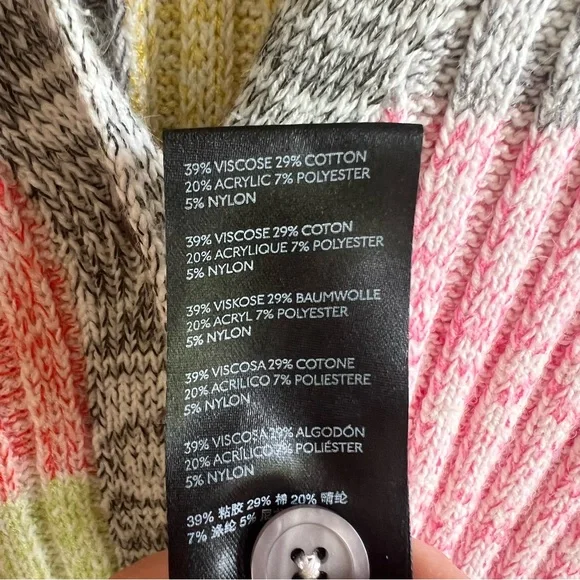 39% VISCOSE 29% COTTON
20% ACRYLIC 7% POLYESTER
5% NYLON
39% VISCOSE 29% COTON
20% ACRYLIQUE 7% POLYESTER
5% NYLON
39% VISKOSE 29% BAUMWOLLE
20% ACRYL 7% POLYESTER
5% NYLON
39% VISCOSA 29% COTONE
20% ACRILICO 7% POLIESTERE
5% NYLON
39% VISCOSA 29% ALGODÓN
20% ACRÍLICO 7% POLIÉSTER
5% NYLON
39% 粘胶 29% 棉 20% 晴纶
7% 涤纶 5%